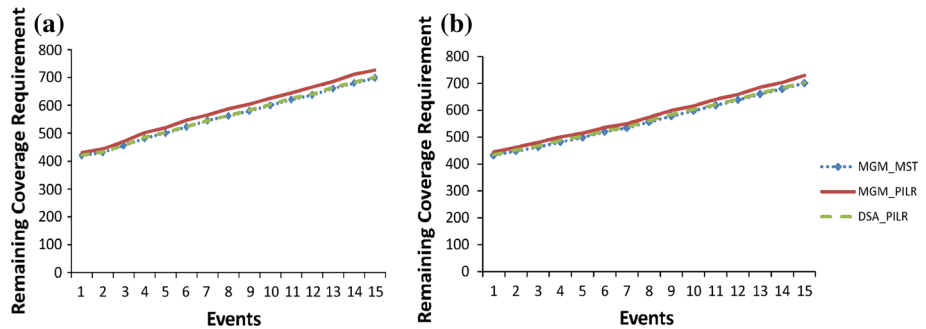 (a)
Remaining Coverage Requirement
800
700
600
500
400
300
200
100
0
1 2 3 4 5 6 7 8 9 10 11 12 13 14 15
Events
(b)
Remaining Coverage Requirement
800
700
600
500
400
300
200
100
0
1 2 3 4 5 6 7 8 9 10 11 12 13 14 15
Events
MGM_MST
MGM_PILR
DSA_PILR